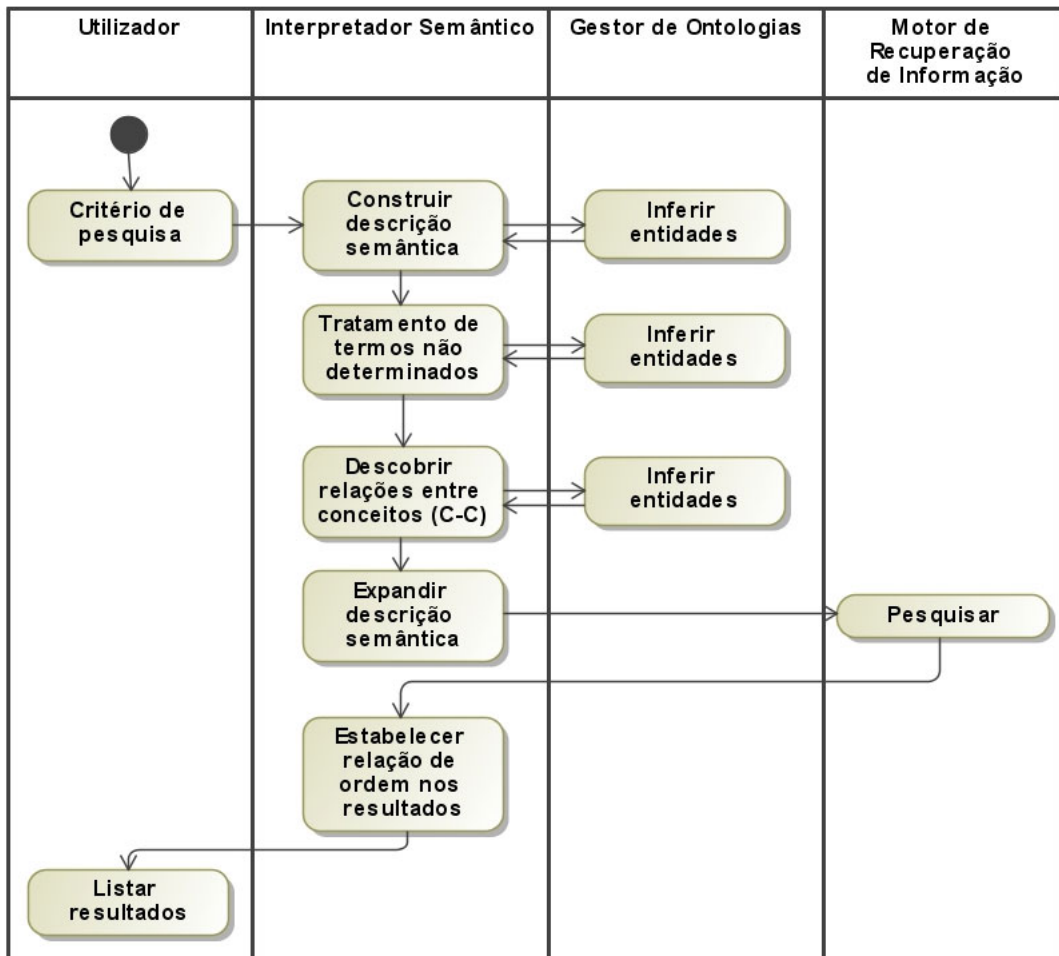 Utilizador
Interpretador Semântico
Gestor de Ontologias
Motor de
Recuperação
de Informação
Critério de
pesquisa
Construir
descrição
semântica
Inferir
entidades
Tratamento de
termos não
determinados
Inferir
entidades
Descobrir
relações entre
conceitos (C-C)
Inferir
entidades
Expandir
descrição
semântica
Pesquisar
Estabelecer
relação de
ordem nos
resultados
Listar
resultados